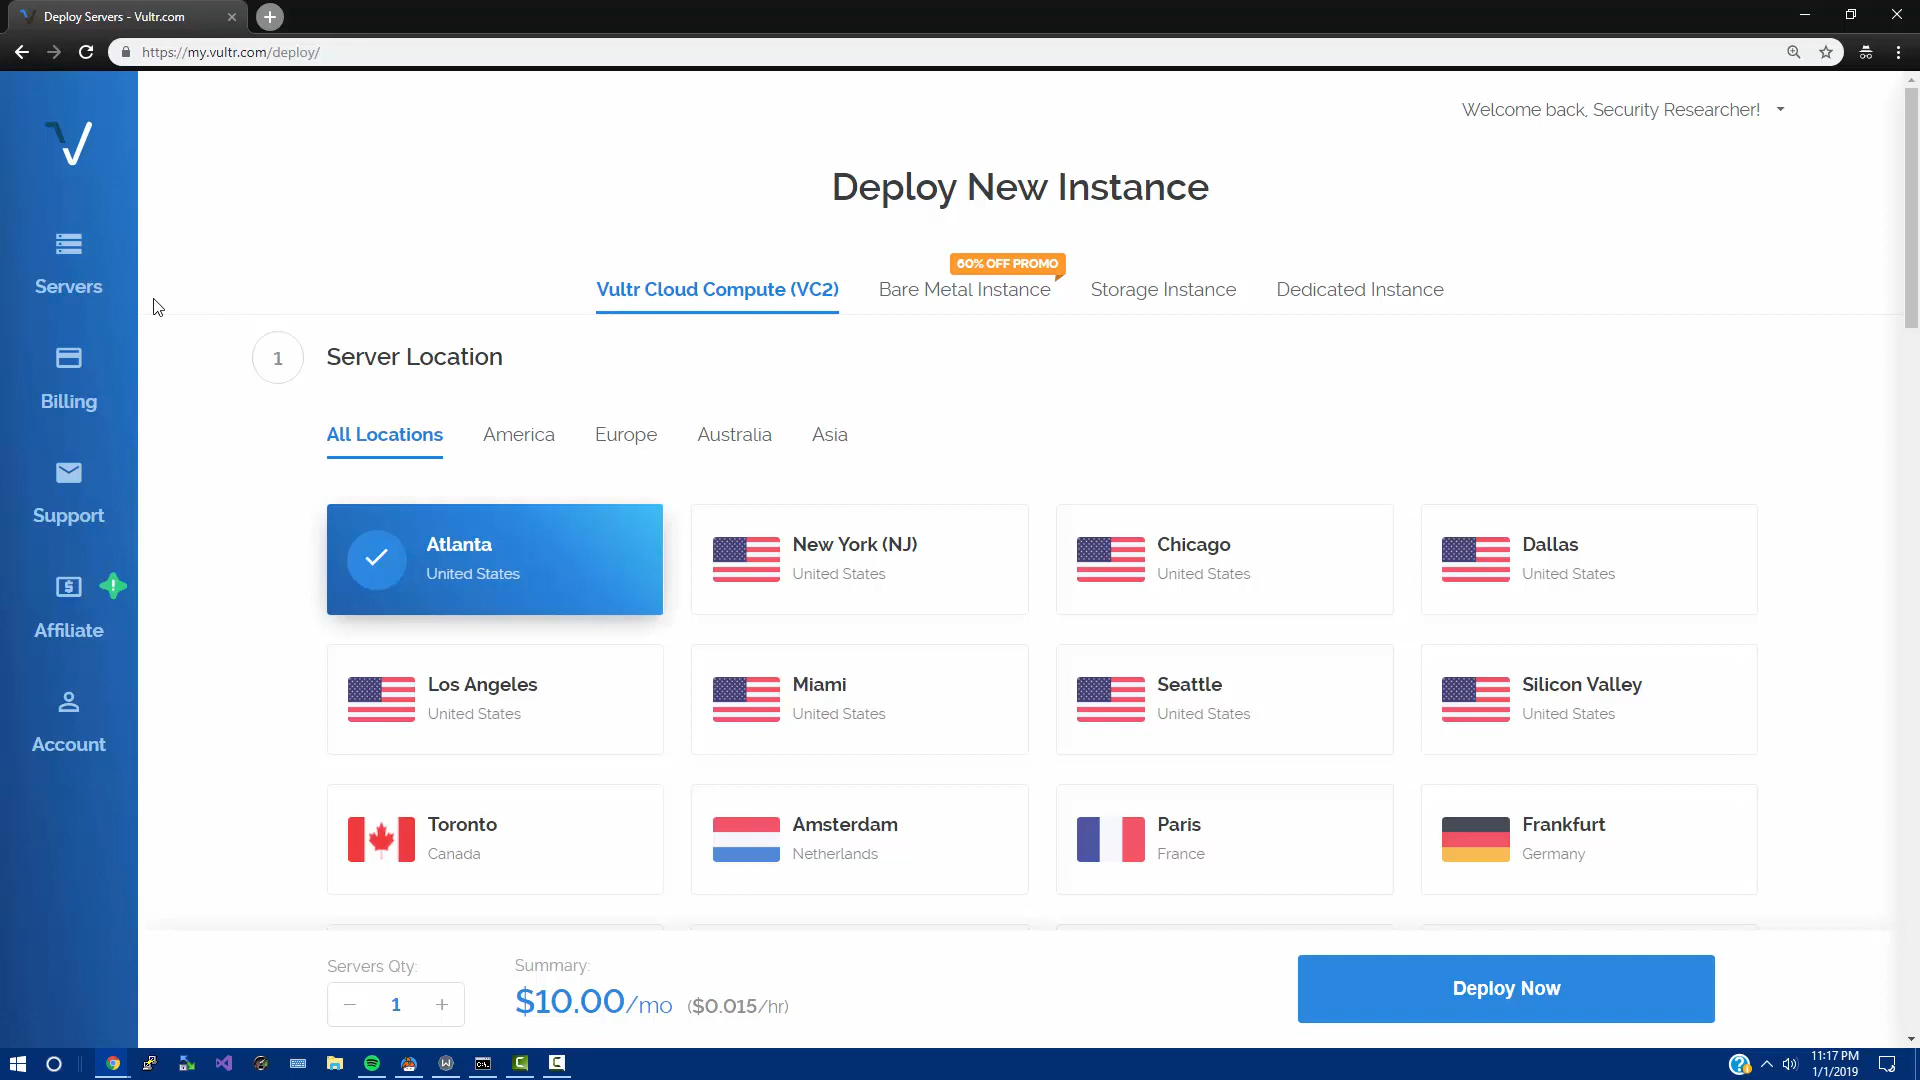 Deploy Servers - Vultr.com
https://my.vultr.com/deploy/
Welcome back, Security Researcher!
Deploy New Instance
60% OFF PROMO
Vultr Cloud Compute (VC2)
Bare Metal Instance
Storage Instance
Dedicated Instance
Servers
Billing
Support
Affiliate
Account
1
Server Location
All Locations
America
Europe
Australia
Asia
Atlanta
United States
New York (NJ)
United States
Chicago
United States
Dallas
United States
Los Angeles
United States
Miami
United States
Seattle
United States
Silicon Valley
United States
Toronto
Canada
Amsterdam
Netherlands
Paris
France
Frankfurt
Germany
Servers Qty:
1
Summary:
$10.00/mo ($0.015/hr)
Deploy Now
11:17 PM
1/1/2019